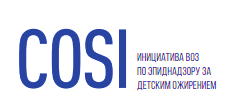 COSI
ИНИЦИАТИВА ВОЗ
ПО ЭПИДНАДЗОРУ ЗА
ДЕТСКИМ ОЖИРЕНИЕМ